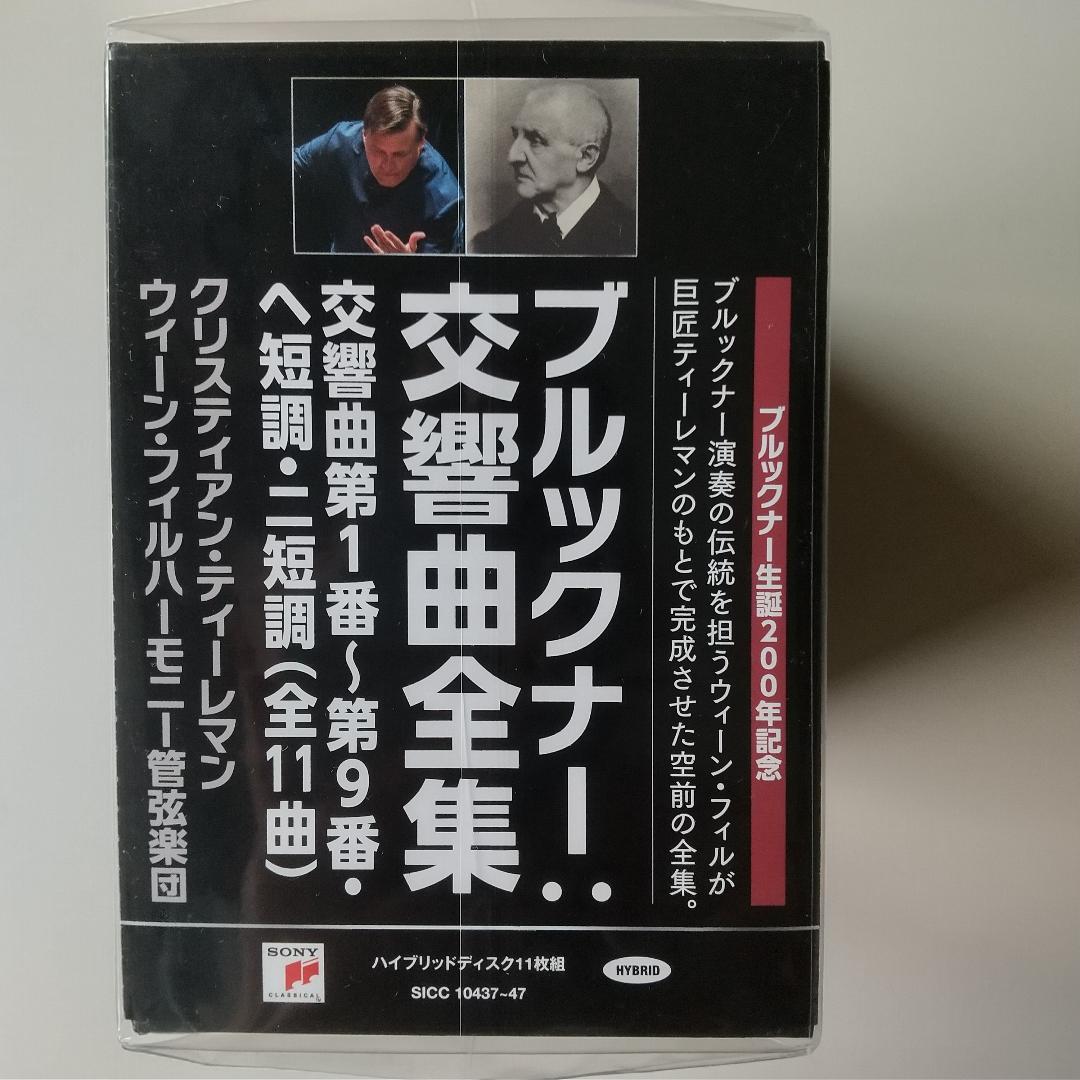 ブルックナー生誕200年記念
ブルックナー演奏の伝統を担うウィーン・フィルが
巨匠ティーレマンのもとで完成させた空前の全集。
ブルックナー:
交響曲全集
交響曲第1番〜第9番・
ヘ短調・ニ短調(全11曲)
クリスティアン・ティーレマン
ウィーン・フィルハーモニー管弦楽団
SONY
CLASSICAL
ハイブリッドディスク11枚組
SICC 10437~47
HYBRID